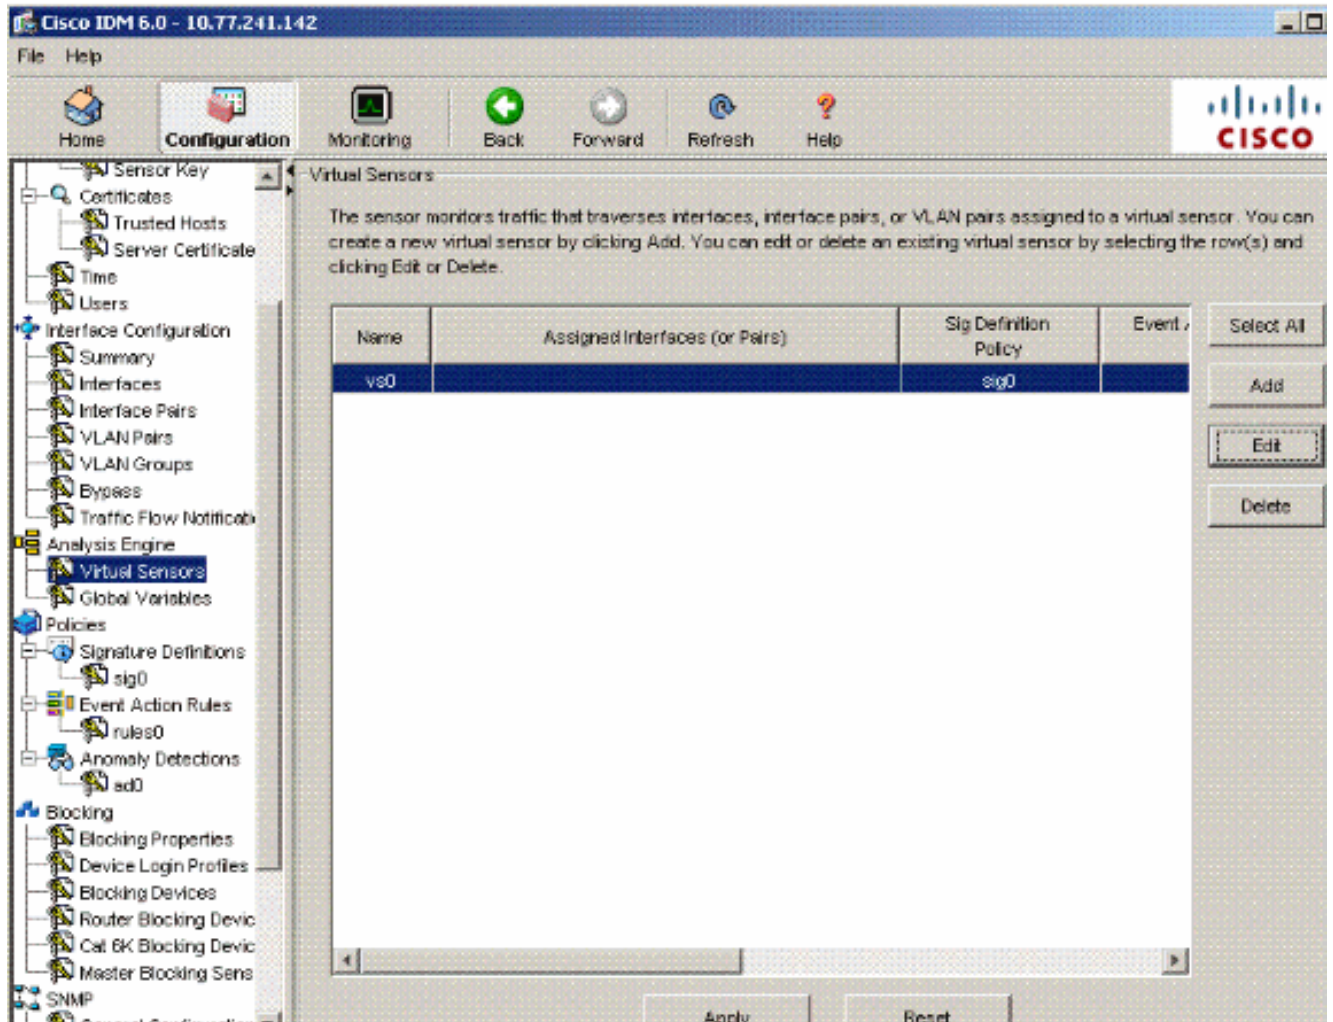 Cisco IDM 6.0 - 10.77.241.142
File Help
Home Configuration Monitoring Back Forward Refresh Help
CISCO
Sensor Key
Certificates
Trusted Hosts
Server Certificate
Time
Users
Interface Configuration
Summary
Interfaces
Interface Pairs
VLAN Pairs
VLAN Groups
Bypass
Traffic Flow Notificati
Analysis Engine
Virtual Sensors
Global Variables
Policies
Signature Definitions
sig0
Event Action Rules
rules0
Anomaly Detections
ad0
Blocking
Blocking Properties
Device Login Profiles
Blocking Devices
Router Blocking Devic
Cat 6K Blocking Devic
Master Blocking Sens
SNMP
General Configuration
Virtual Sensors
The sensor monitors traffic that traverses interfaces, interface pairs, or VLAN pairs assigned to a virtual sensor. You can
create a new virtual sensor by clicking Add. You can edit or delete an existing virtual sensor by selecting the row(s) and
clicking Edit or Delete.
Name Assigned Interfaces (or Pairs) Sig Definition Policy Event A
vs0 sig0
Select All
Add
Edit
Delete
Apply Reset